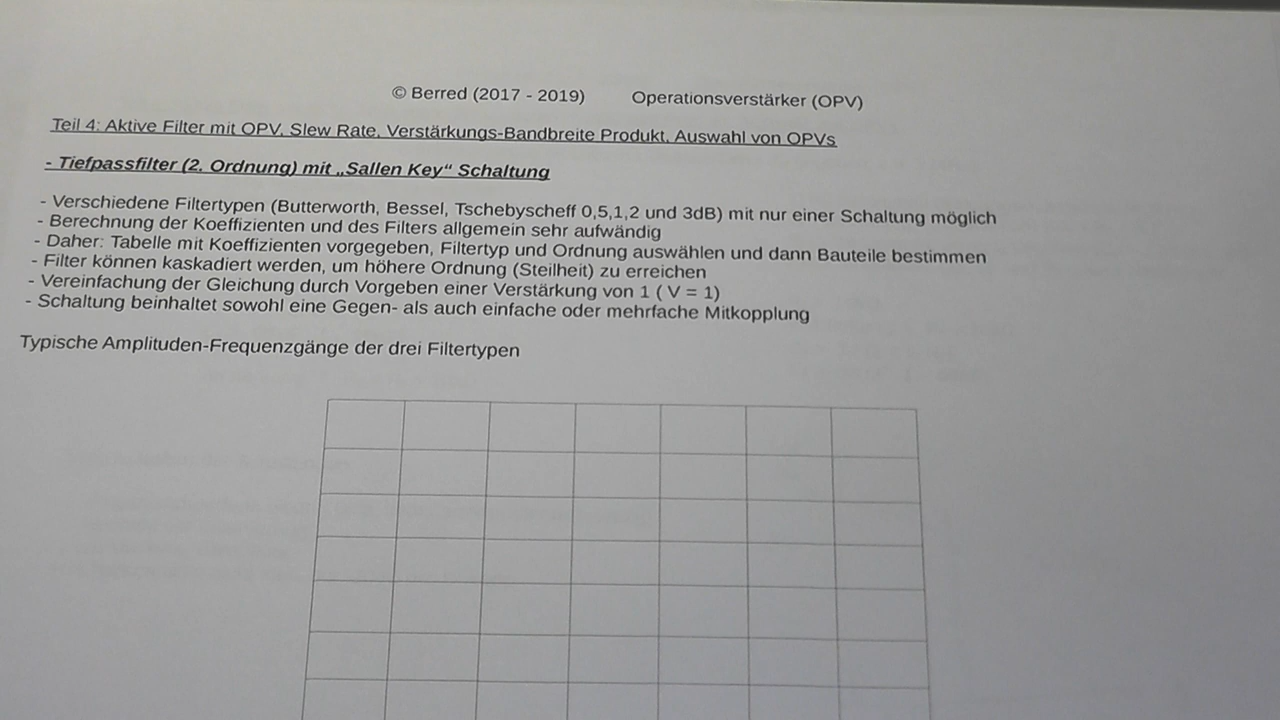 © Berred (2017 - 2019) Operationsverstärker (OPV)
Teil 4: Aktive Filter mit OPV, Slew Rate, Verstärkungs-Bandbreite Produkt, Auswahl von OPVs
- Tiefpassfilter (2. Ordnung) mit „Sallen Key“ Schaltung
- Verschiedene Filtertypen (Butterworth, Bessel, Tschebyscheff 0,5,1,2 und 3dB) mit nur einer Schaltung möglich
- Berechnung der Koeffizienten und des Filters allgemein sehr aufwändig
- Daher: Tabelle mit Koeffizienten vorgegeben, Filtertyp und Ordnung auswählen und dann Bauteile bestimmen
- Filter können kaskadiert werden, um höhere Ordnung (Steilheit) zu erreichen
- Vereinfachung der Gleichung durch Vorgeben einer Verstärkung von 1 ( V = 1)
- Schaltung beinhaltet sowohl eine Gegen- als auch einfache oder mehrfache Mitkopplung
Typische Amplituden-Frequenzgänge der drei Filtertypen